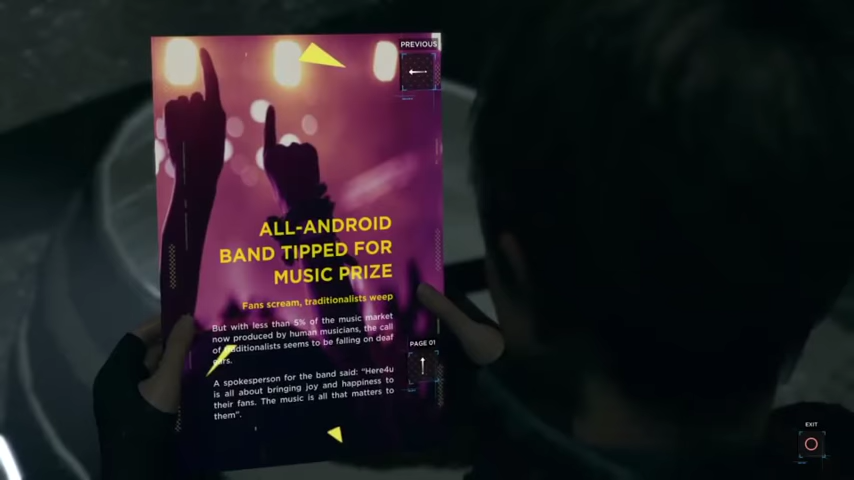 PREVIOUS
ALL-ANDROID
BAND TIPPED FOR
MUSIC PRIZE
Fans scream, traditionalists weep
But with less than 5% of the music market
now produced by human musicians, the call
of traditionalists seems to be falling on deaf
ears.
A spokesperson for the band said: "Here4u
is all about bringing joy and happiness to
their fans. The music is all that matters to
them".
PAGE 01
EXIT